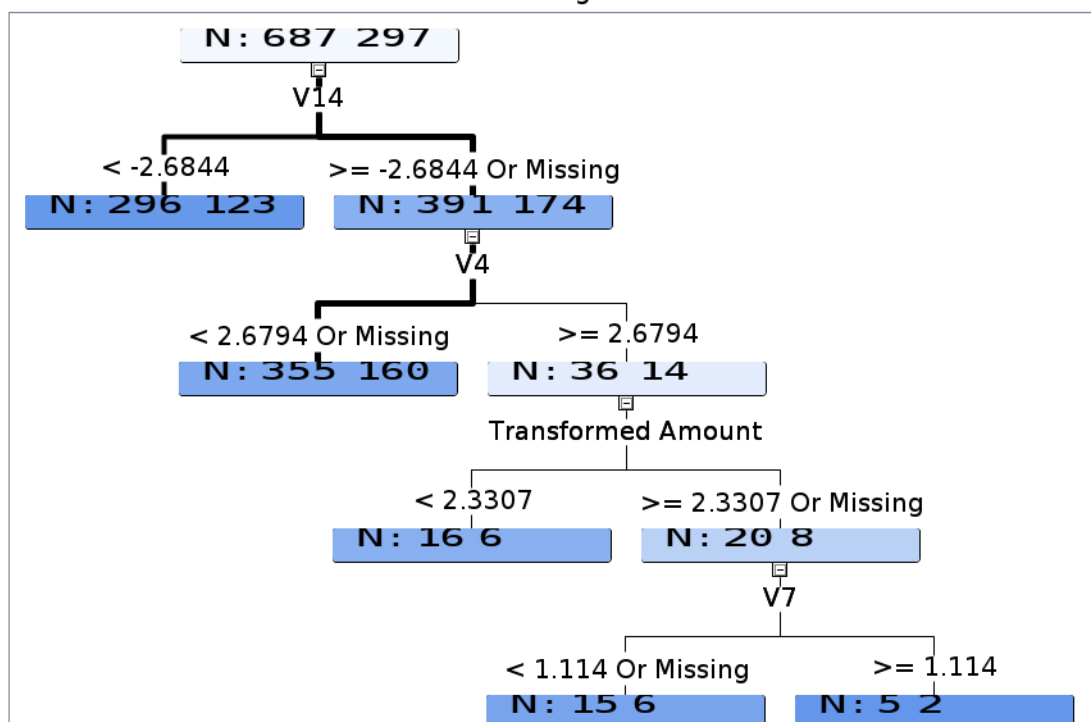 N: 687 297
V14
< -2.6844
>= -2.6844 Or Missing
N: 296 123
N: 391 174
V4
< 2.6794 Or Missing
>= 2.6794
N: 355 160
N: 36 14
Transformed Amount
< 2.3307
>= 2.3307 Or Missing
N: 16 6
N: 20 8
V7
< 1.114 Or Missing
>= 1.114
N: 15 6
N: 5 2